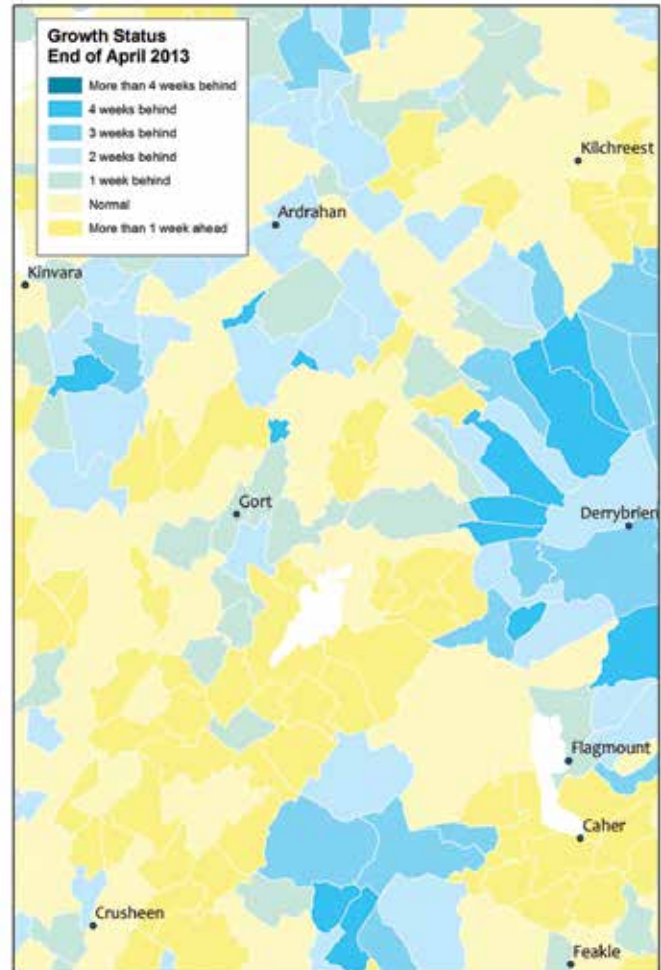 Growth Status
End of April 2013
More than 4 weeks behind
4 weeks behind
3 weeks behind
2 weeks behind
1 week behind
Normal
More than 1 week ahead
Kilchreest
Ardrahan
Kinvara
Gort
Derrybrien
Flagmount
Caher
Crusheen
Feakle